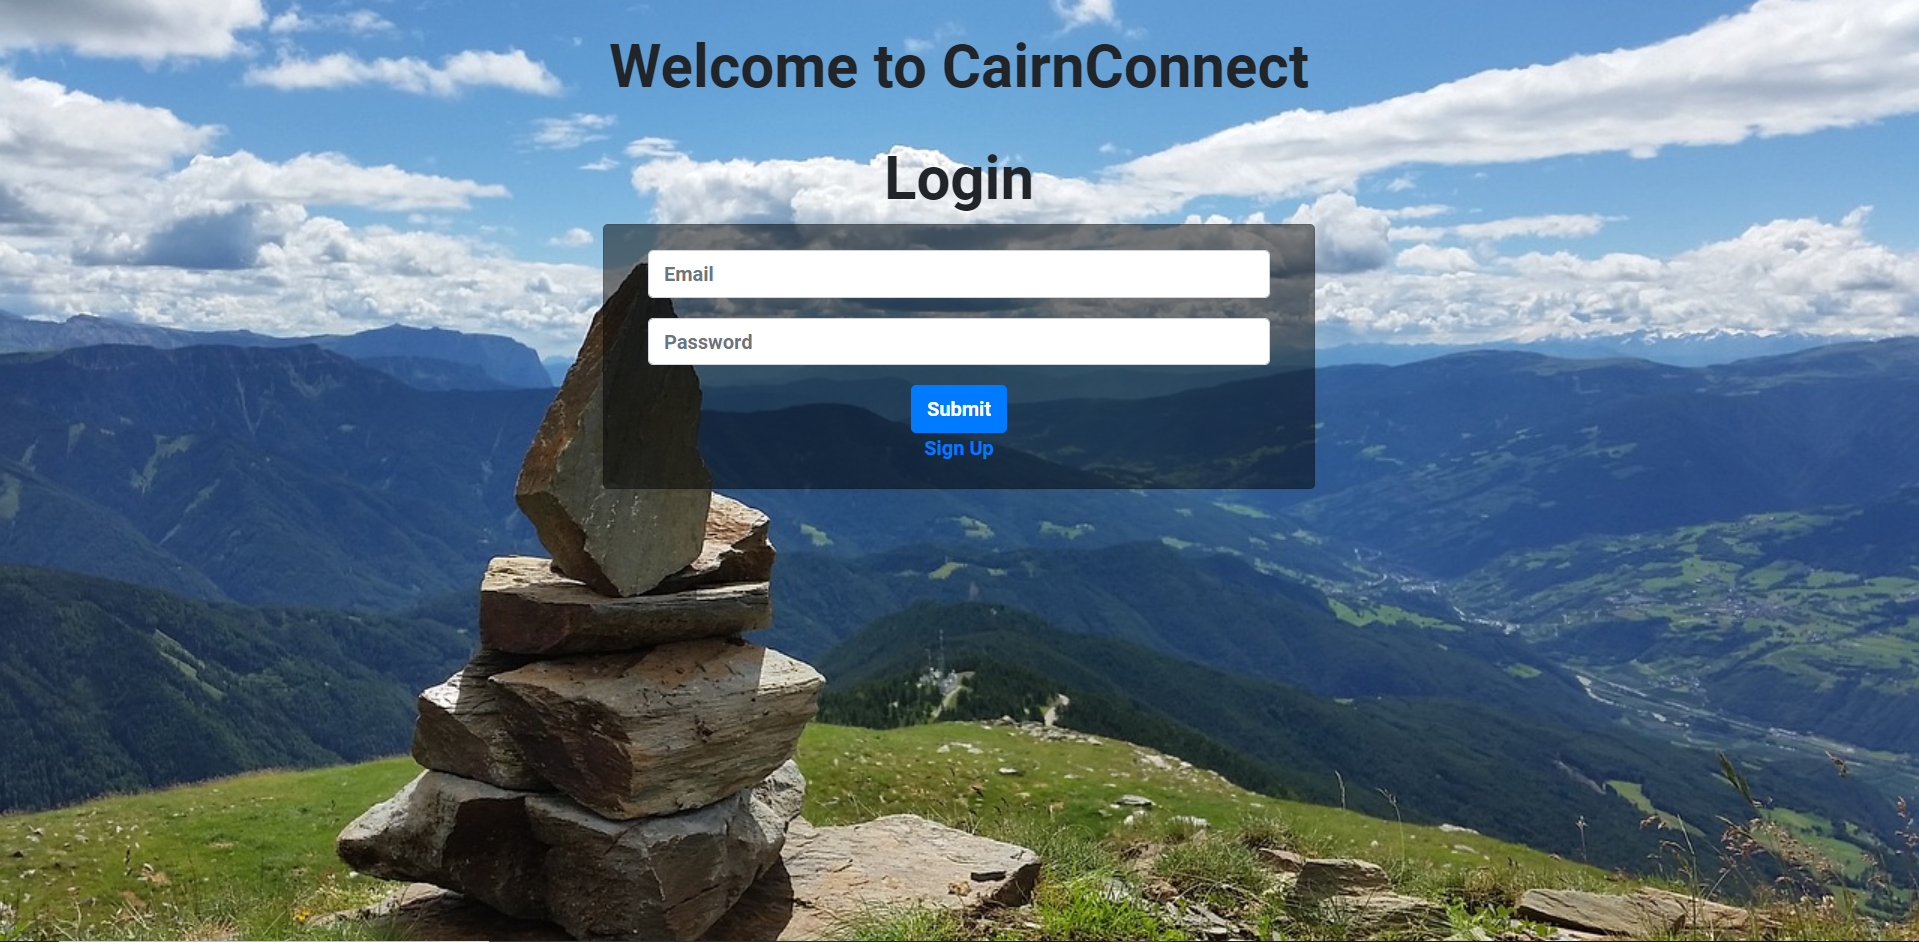 Welcome to CairnConnect
Login
Email
Password
Submit
Sign Up